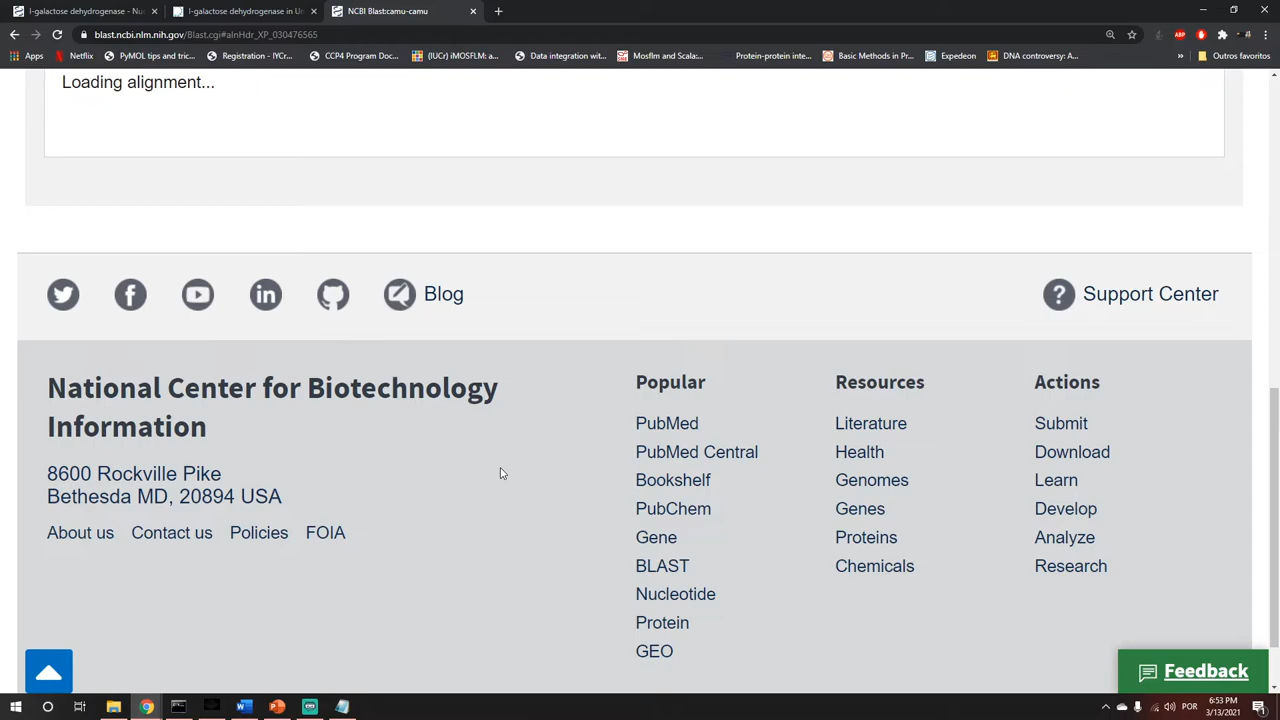 l-galactose dehydrogenase - Nuc
l-galactose dehydrogenase in Un
NCBI Blast:camu-camu
blast.ncbi.nlm.nih.gov/Blast.cgi#alnHdr_XP_030476565
ABP
Apps
Netflix
PyMOL tips and tric...
Registration - IYCr...
CCP4 Program Doc...
(IUCr) iMOSFLM: a...
Data integration wit...
Mosflm and Scala:...
Protein-protein inte...
Basic Methods in Pr...
Expedeon
DNA controversy: A...
»
Outros favoritos
Loading alignment...
Blog
Support Center
National Center for Biotechnology
Information
8600 Rockville Pike
Bethesda MD, 20894 USA
About us
Contact us
Policies
FOIA
Popular
PubMed
PubMed Central
Bookshelf
PubChem
Gene
BLAST
Nucleotide
Protein
GEO
Resources
Literature
Health
Genomes
Genes
Proteins
Chemicals
Actions
Submit
Download
Learn
Develop
Analyze
Research
Feedback
POR
6:53 PM
3/13/2021